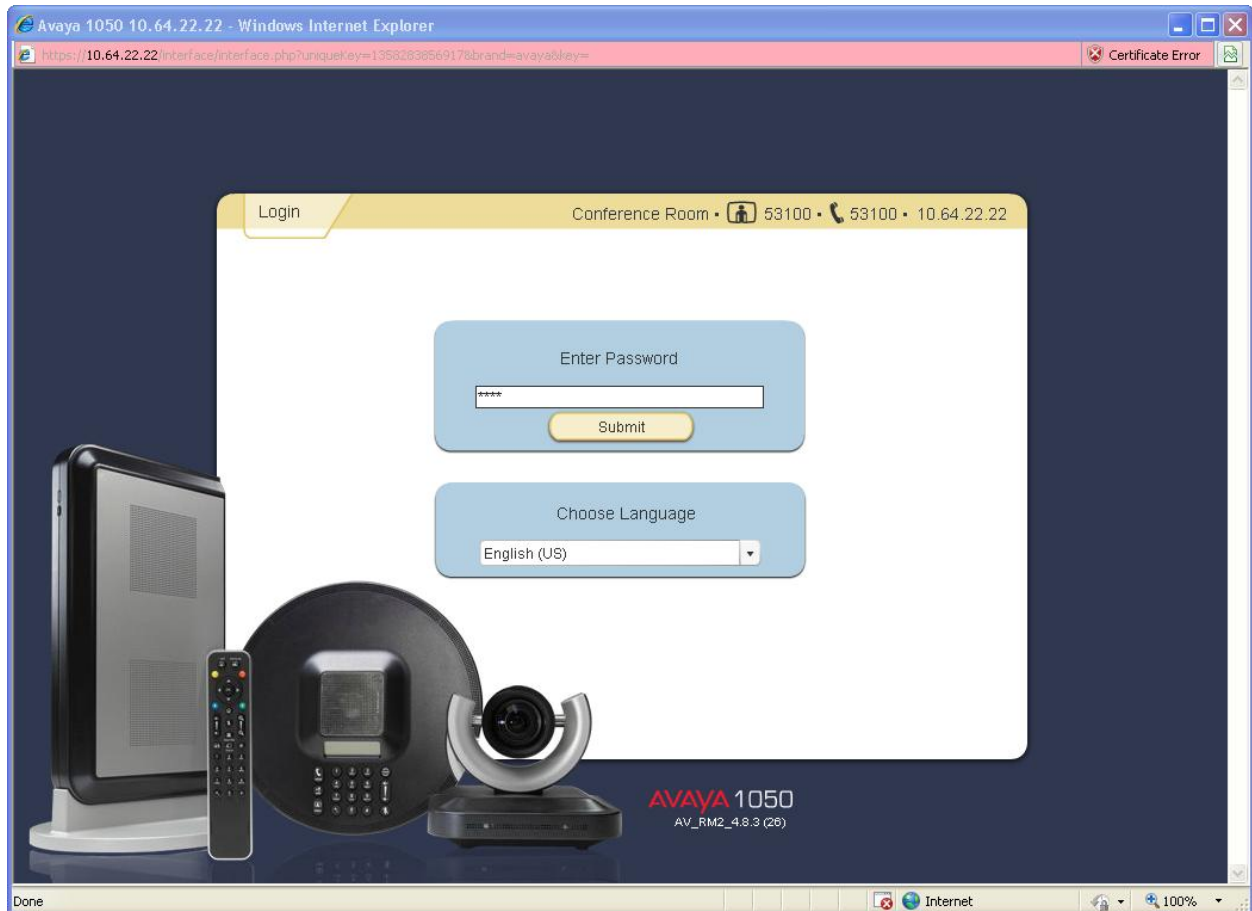 Avaya 1050 10.64.22.22 - Windows Internet Explorer
https://10.64.22.22/interface/interface.php?uniqueKey=1358283856917&brand=avaya&key=
Certificate Error
Login
Conference Room • 53100 • 53100 • 10.64.22.22
Enter Password
****
Submit
Choose Language
English (US)
AVAYA 1050
AV_RM2_4.8.3 (26)
Done
Internet
100%